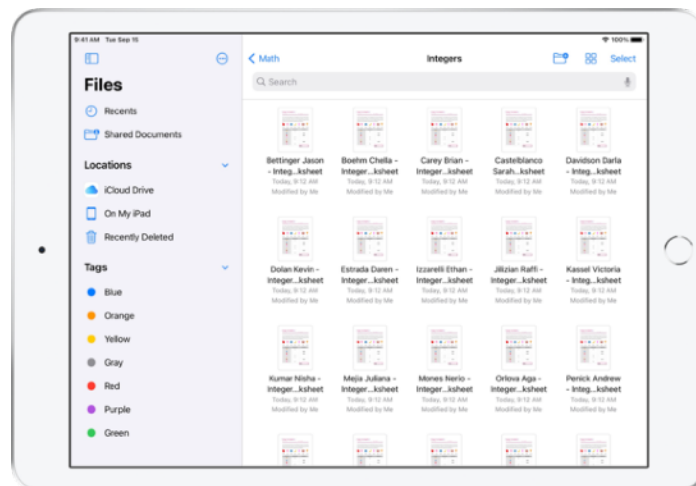 9:41 AM Tue Sep 15
100%
Files
Recents
Shared Documents
Locations
iCloud Drive
On My iPad
Recently Deleted
Tags
Blue
Orange
Yellow
Gray
Red
Purple
Green
Math
Integers
Select
Search
Bettinger Jason Boehm Chella – Carey Brian – Castelblanco Davidson Darla
– Integ...ksheet Integer...ksheet Integer...ksheet Sarah...ksheet – Integ...ksheet
Today, 9:12 AM Today, 9:12 AM Today, 9:12 AM Today, 9:12 AM Today, 9:12 AM
Modified by Me Modified by Me Modified by Me Modified by Me Modified by Me
Dolan Kevin – Estrada Daren – Izzarelli Ethan – Jilizian Raffi – Kassel Victoria
Integer...ksheet Integer...ksheet Integer...ksheet Integer...ksheet – Integ...ksheet
Today, 9:12 AM Today, 9:12 AM Today, 9:12 AM Today, 9:12 AM Today, 9:12 AM
Modified by Me Modified by Me Modified by Me Modified by Me Modified by Me
Kumar Nisha – Mejia Juliana – Mones Nerio – Orlova Aga – Penick Andrew
Integer...ksheet Integer...ksheet Integer...ksheet Integer...ksheet – Integ...ksheet
Today, 9:12 AM Today, 9:12 AM Today, 9:12 AM Today, 9:12 AM Today, 9:12 AM
Modified by Me Modified by Me Modified by Me Modified by Me Modified by Me